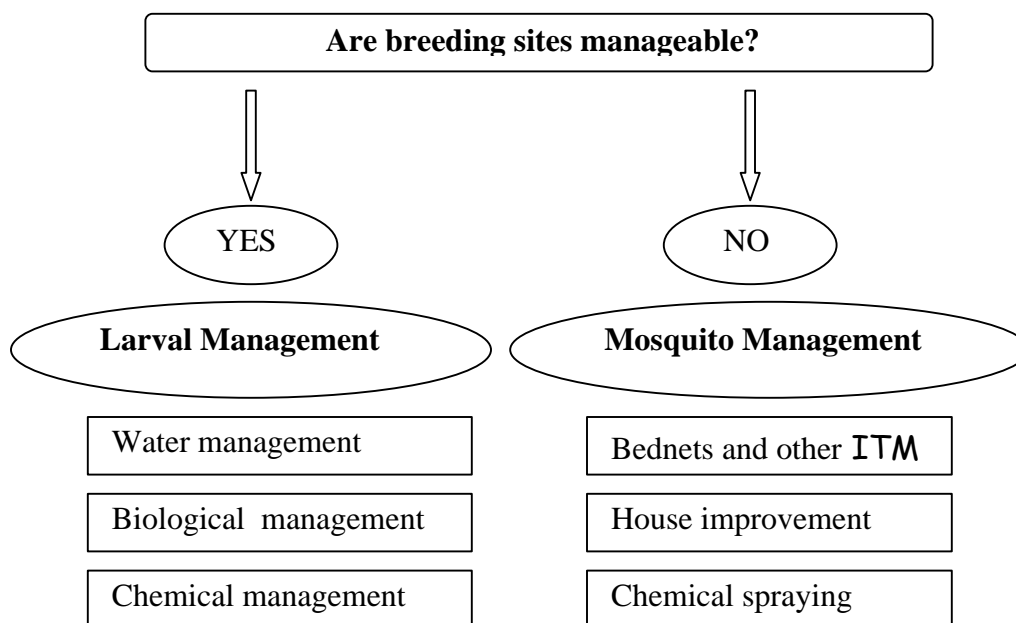 Are breeding sites manageable?
YES
NO
Larval Management
Mosquito Management
Water management
Bednets and other ITM
Biological  management
House improvement
Chemical management
Chemical spraying